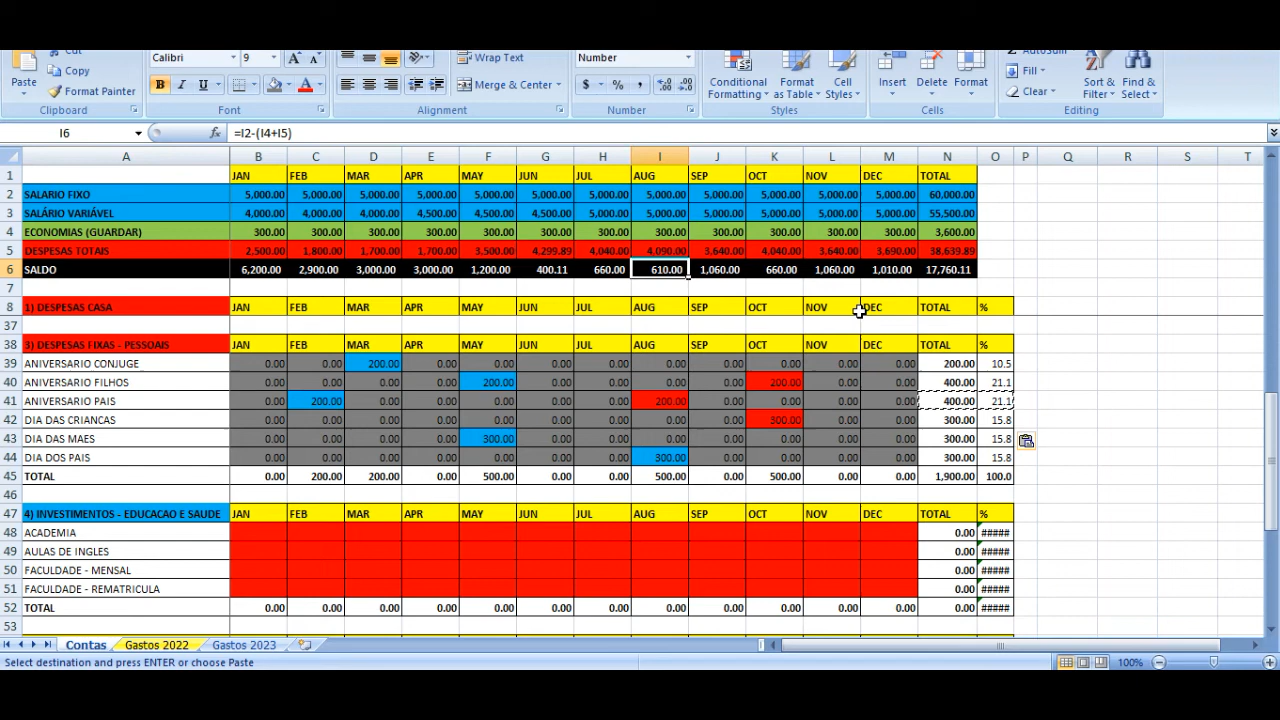 Cut
Copy
Paste
Format Painter
Clipboard
Calibri 9
B I U
Font
Wrap Text
Merge & Center
Alignment
Number
$ % ,
Number
Conditional Formatting
Format as Table
Cell Styles
Styles
Insert Delete Format
Cells
AutoSum
Fill
Clear
Sort & Filter
Find & Select
Editing
I6 fx =I2-(I4+I5)
A B C D E F G H I J K L M N O P Q R S T
1 JAN FEB MAR APR MAY JUN JUL AUG SEP OCT NOV DEC TOTAL
2 SALARIO FIXO 5,000.00 5,000.00 5,000.00 5,000.00 5,000.00 5,000.00 5,000.00 5,000.00 5,000.00 5,000.00 5,000.00 5,000.00 60,000.00
3 SALÁRIO VARIÁVEL 4,000.00 4,000.00 4,000.00 4,500.00 4,500.00 4,500.00 5,000.00 5,000.00 5,000.00 5,000.00 5,000.00 5,000.00 55,500.00
4 ECONOMIAS (GUARDAR) 300.00 300.00 300.00 300.00 300.00 300.00 300.00 300.00 300.00 300.00 300.00 300.00 3,600.00
5 DESPESAS TOTAIS 2,500.00 1,800.00 1,700.00 1,700.00 3,500.00 4,299.89 4,040.00 4,090.00 3,640.00 4,040.00 3,640.00 3,690.00 38,639.89
6 SALDO 6,200.00 2,900.00 3,000.00 3,000.00 1,200.00 400.11 660.00 610.00 1,060.00 660.00 1,060.00 1,010.00 17,760.11
7
8 1) DESPESAS CASA JAN FEB MAR APR MAY JUN JUL AUG SEP OCT NOV DEC TOTAL %
37
38 3) DESPESAS FIXAS - PESSOAIS JAN FEB MAR APR MAY JUN JUL AUG SEP OCT NOV DEC TOTAL %
39 ANIVERSARIO CONJUGE 0.00 0.00 200.00 0.00 0.00 0.00 0.00 0.00 0.00 0.00 0.00 0.00 200.00 10.5
40 ANIVERSARIO FILHOS 0.00 0.00 0.00 0.00 200.00 0.00 0.00 0.00 0.00 200.00 0.00 0.00 400.00 21.1
41 ANIVERSARIO PAIS 0.00 200.00 0.00 0.00 0.00 0.00 0.00 200.00 0.00 0.00 0.00 0.00 400.00 21.1
42 DIA DAS CRIANCAS 0.00 0.00 0.00 0.00 0.00 0.00 0.00 0.00 0.00 300.00 0.00 0.00 300.00 15.8
43 DIA DAS MAES 0.00 0.00 0.00 0.00 300.00 0.00 0.00 0.00 0.00 0.00 0.00 0.00 300.00 15.8
44 DIA DOS PAIS 0.00 0.00 0.00 0.00 0.00 0.00 0.00 300.00 0.00 0.00 0.00 0.00 300.00 15.8
45 TOTAL 0.00 200.00 200.00 0.00 500.00 0.00 0.00 500.00 0.00 500.00 0.00 0.00 1,900.00 100.0
46
47 4) INVESTIMENTOS - EDUCACAO E SAUDE JAN FEB MAR APR MAY JUN JUL AUG SEP OCT NOV DEC TOTAL %
48 ACADEMIA 0.00 #####
49 AULAS DE INGLES 0.00 #####
50 FACULDADE - MENSAL 0.00 #####
51 FACULDADE - REMATRICULA 0.00 #####
52 TOTAL 0.00 0.00 0.00 0.00 0.00 0.00 0.00 0.00 0.00 0.00 0.00 0.00 0.00 #####
53
Contas Gastos 2022 Gastos 2023
Select destination and press ENTER or choose Paste 100%